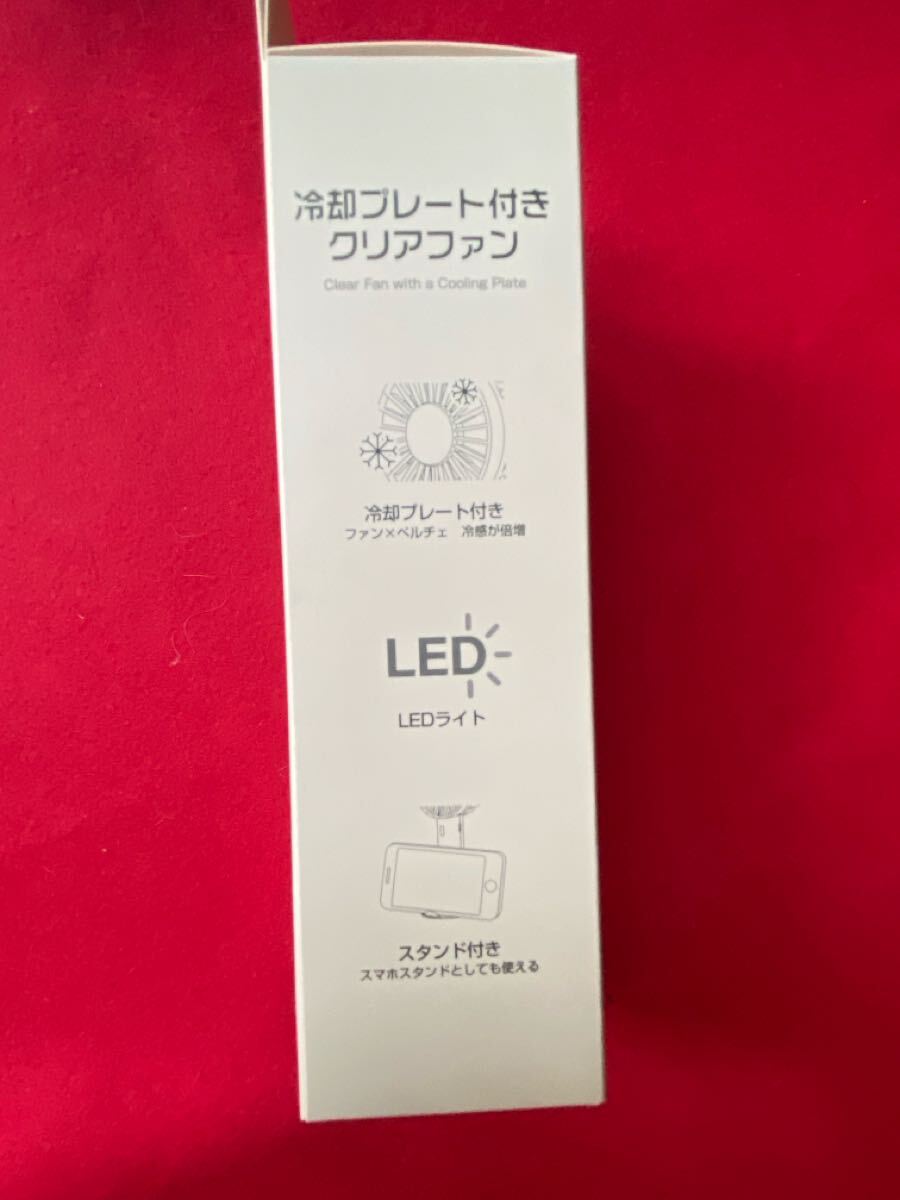 冷却プレート付き
クリアファン
Clear Fan with a Cooling Plate
冷却プレート付き
ファン×ペルチェ 冷感が倍増
LED
LEDライト
スタンド付き
スマホスタンドとしても使える